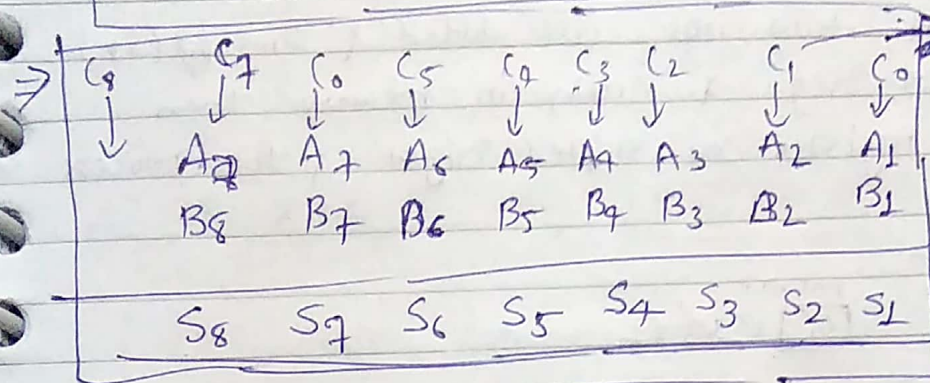 ⇒ C8 C7 C0 C5 C4 C3 C2 C1 C0
↓ ↓ ↓ ↓ ↓ ↓ ↓ ↓ ↓
A8 A7 A6 A5 A4 A3 A2 A1
B8 B7 B6 B5 B4 B3 B2 B1
S8 S7 S6 S5 S4 S3 S2 S1